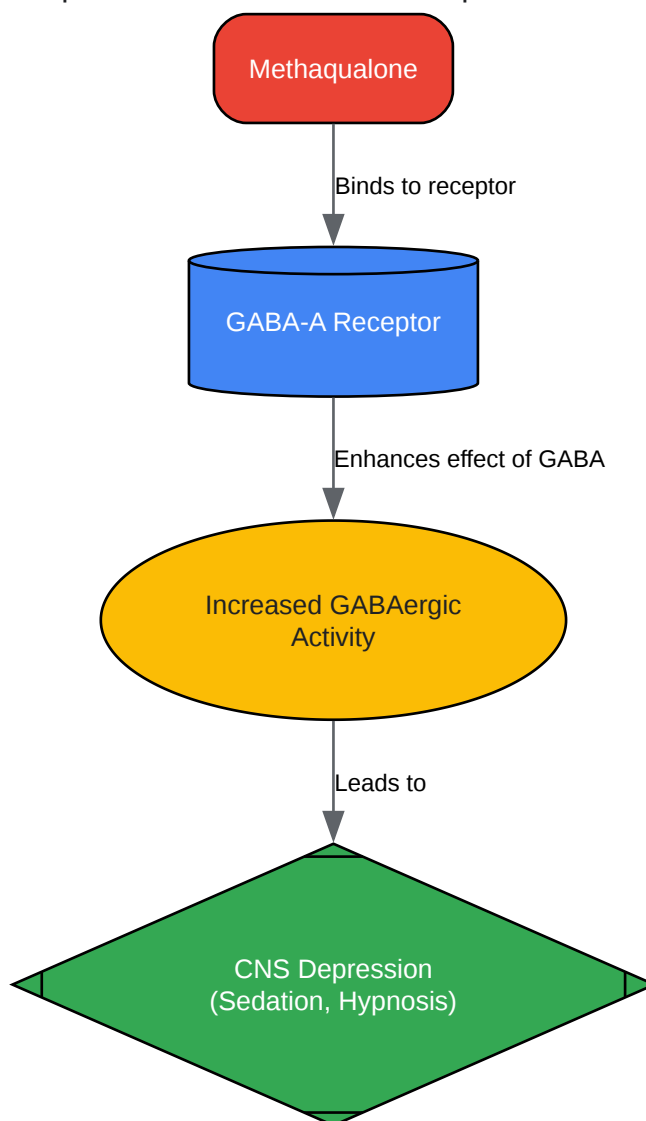 Methaqualone
Binds to receptor
GABA-A Receptor
Enhances effect of GABA
Increased GABAergic
Activity
Leads to
CNS Depression
(Sedation, Hypnosis)